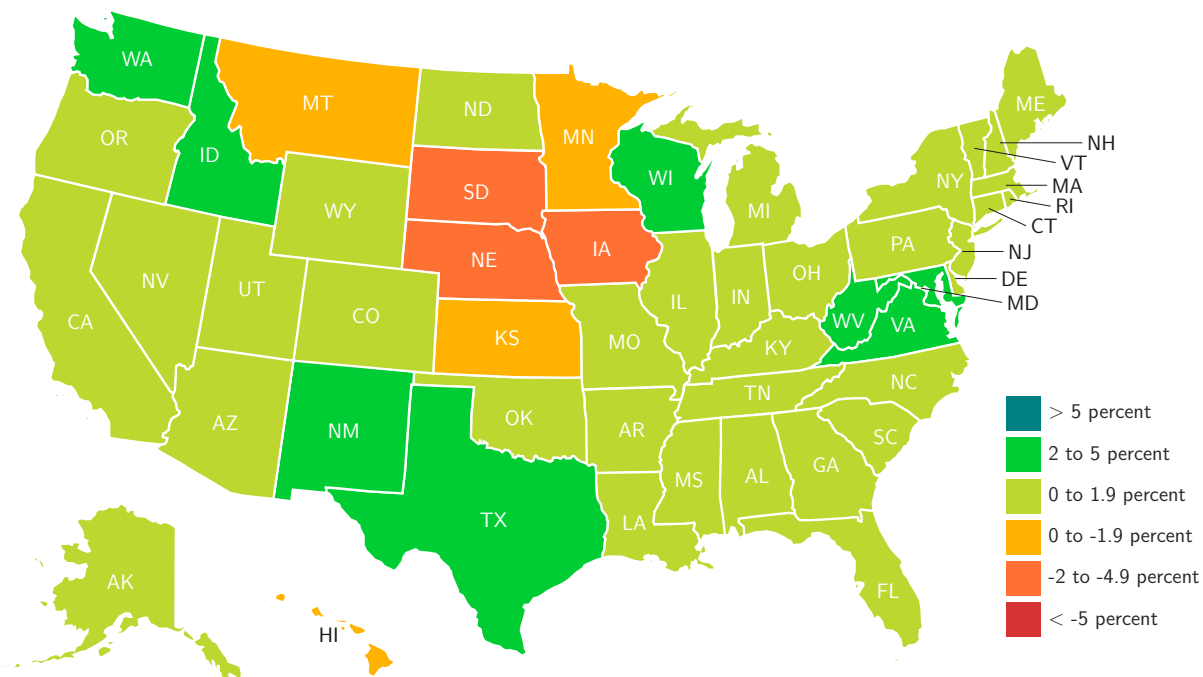 WA
MT
ND
ME
OR
MN
NH
ID
VT
WI
NY
MA
SD
RI
WY
MI
CT
PA
IA
NJ
NE
OH
NV
DE
UT
IN
IL
MD
CO
WV
VA
CA
KS
MO
KY
NC
TN
> 5 percent
OK
AZ
NM
AR
SC
2 to 5 percent
GA
MS
AL
0 to 1.9 percent
TX
LA
0 to -1.9 percent
AK
-2 to -4.9 percent
FL
< -5 percent
HI